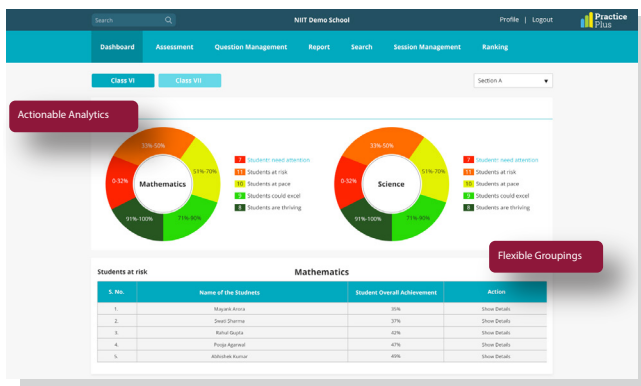 Search
NIIT Demo School
Profile | Logout
Practice
Plus
Dashboard Assessment Question Management Report Search Session Management Ranking
Class VI Class VII
Section A
Actionable Analytics
33%-50%
51%-70%
71%-90%
91%-100%
0-32%
Mathematics
7 Students need attention
11 Students at risk
10 Students at pace
9 Students could excel
8 Students are thriving
33%-50%
51%-70%
71%-90%
91%-100%
0-32%
Science
7 Students need attention
11 Students at risk
10 Students at pace
9 Students could excel
8 Students are thriving
Flexible Groupings
Students at risk
Mathematics
S. No. Name of the Studnets Student Overall Achievement Action
1. Mayank Arora 35% Show Details
2. Swati Sharma 37% Show Details
3. Rahul Gupta 42% Show Details
4. Pooja Agarwal 47% Show Details
5. Abhishek Kumar 49% Show Details